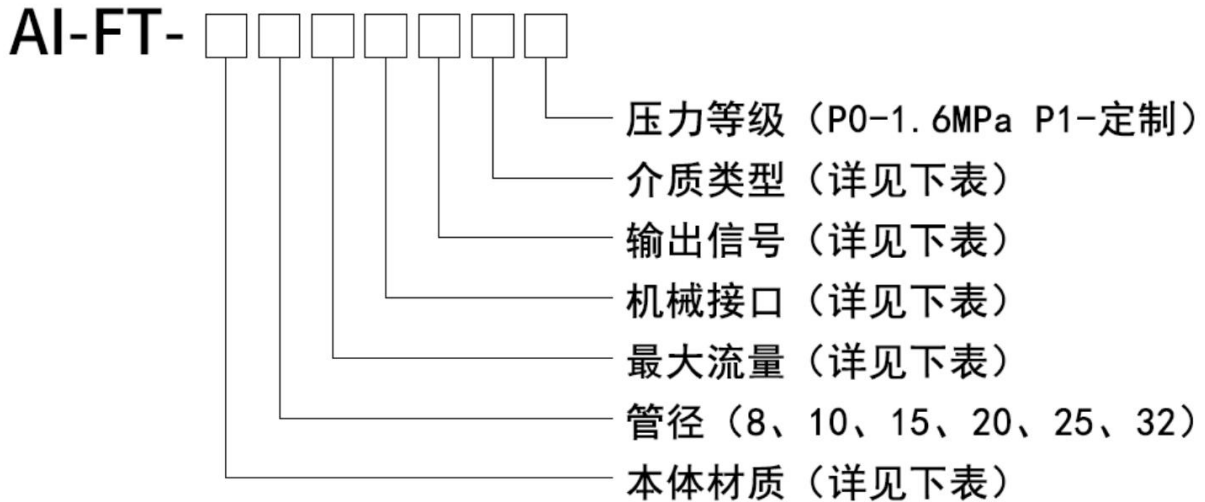 AI-FT-□□□□□□□
压力等级（P0-1.6MPa P1-定制）
介质类型（详见下表）
输出信号（详见下表）
机械接口（详见下表）
最大流量（详见下表）
管径（8、10、15、20、25、32）
本体材质（详见下表）